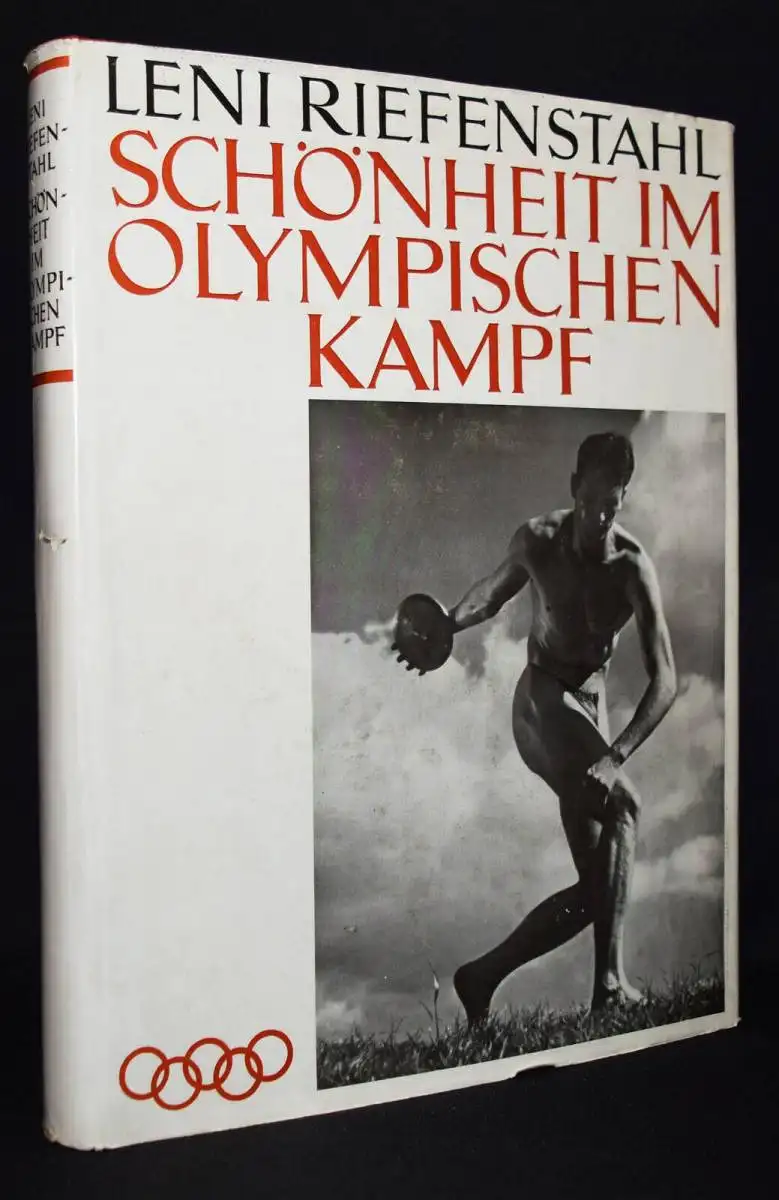 LENI RIEFENSTAHL
SCHÖNHEIT IM
OLYMPISCHEN
KAMPF
LENI
RIEFEN-
STAHL
SCHÖN-
HEIT
IM
OLYMPI-
SCHEN
KAMPF